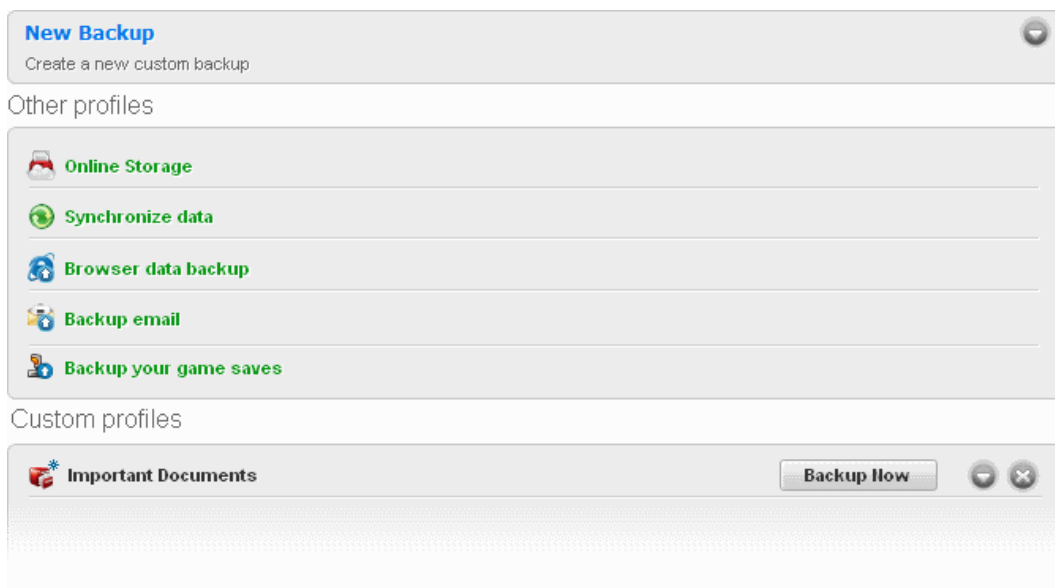 New Backup
Create a new custom backup
Other profiles
Online Storage
Synchronize data
Browser data backup
Backup email
Backup your game saves
Custom profiles
Important Documents Backup Now